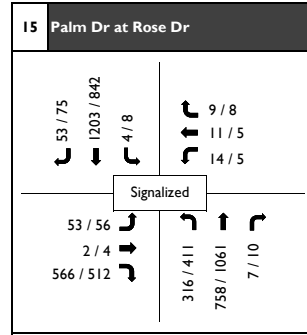 15 Palm Dr at Rose Dr
53 / 75
1203 / 842
4 / 8
9 / 8
11 / 5
14 / 5
Signalized
53 / 56
2 / 4
566 / 512
316 / 411
758 / 1061
7 / 10